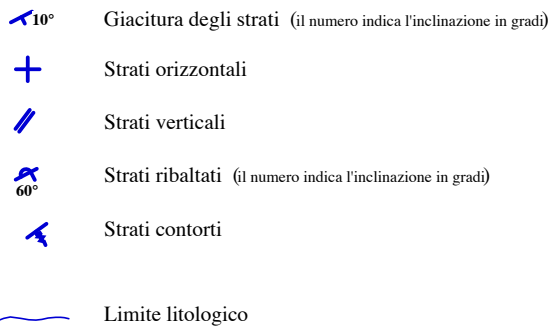 10° Giacitura degli strati (il numero indica l'inclinazione in gradi)
Strati orizzontali
Strati verticali
Strati ribaltati (il numero indica l'inclinazione in gradi)
60°
Strati contorti
Limite litologico